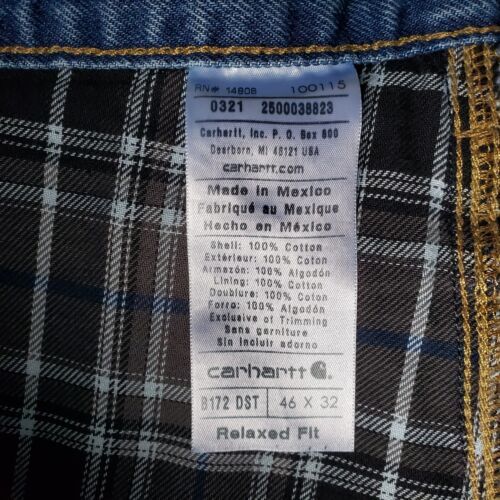 RN# 14806 100115
0321 2500038823
Carhartt, Inc. P. O. Box 600
Dearborn, MI 48121 USA
carhartt.com
Made in Mexico
Fabriqué au Mexique
Hecho en México
Shell: 100% Cotton
Extérieur: 100% Coton
Armazón: 100% Algodón
Lining: 100% Cotton
Doublure: 100% Coton
Forro: 100% Algodón
Exclusive of Trimming
Sans garniture
Sin incluir adorno
carhartt
B172 DST 46 X 32
Relaxed Fit